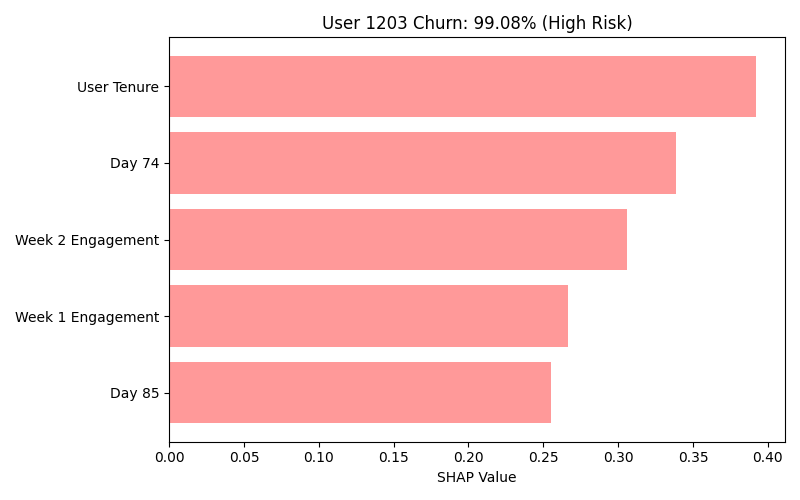 User 1203 Churn: 99.08% (High Risk)
User Tenure
Day 74
Week 2 Engagement
Week 1 Engagement
Day 85
0.00 0.05 0.10 0.15 0.20 0.25 0.30 0.35 0.40
SHAP Value